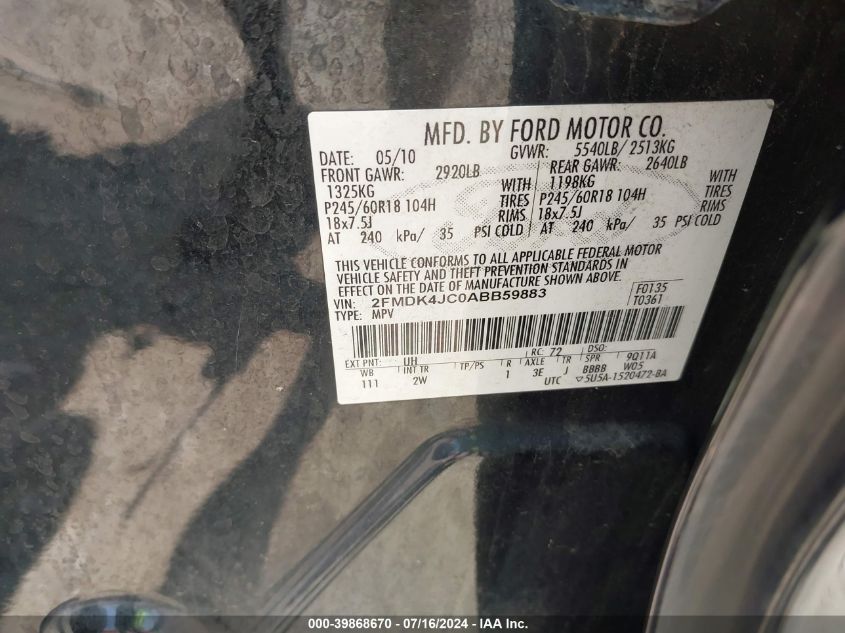 MFD. BY FORD MOTOR CO.
DATE: 05/10 GVWR: 5540LB/ 2513KG
FRONT GAWR: 2920LB REAR GAWR: 2640LB
1325KG WITH 1198KG WITH
P245/60R18 104H TIRES P245/60R18 104H TIRES
18x7.5J RIMS 18x7.5J RIMS
AT 240 kPa/ 35 PSI COLD AT 240 kPa/ 35 PSI COLD
THIS VEHICLE CONFORMS TO ALL APPLICABLE FEDERAL MOTOR
VEHICLE SAFETY AND THEFT PREVENTION STANDARDS IN
EFFECT ON THE DATE OF MANUFACTURE SHOWN ABOVE.
VIN: 2FMDK4JC0ABB59883 F0135
TYPE: MPV T0361
EXT PNT: UH RC: 72 DSO:
WB INT TR TP/PS R AXLE TR SPR 9Q11A
111 2W 1 3E J BBBB W05
UTC ▽5U5A-1520472-BA
000-39868670 / 07/16/2024 / IAA Inc.